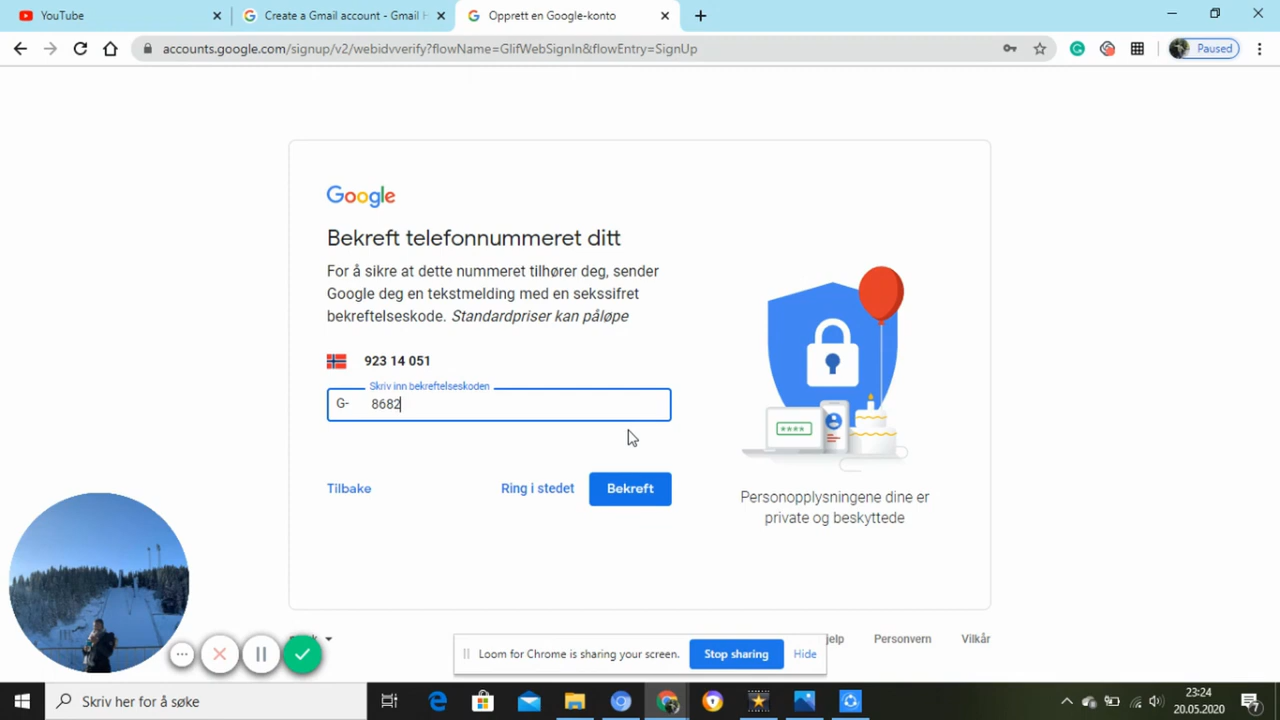 YouTube
Create a Gmail account - Gmail H
Opprett en Google-konto
accounts.google.com/signup/v2/webidvverify?flowName=GlifWebSignIn&flowEntry=SignUp
Paused
Google
Bekreft telefonnummeret ditt
For å sikre at dette nummeret tilhører deg, sender
Google deg en tekstmelding med en sekssifret
bekreftelseskode. Standardpriser kan påløpe
923 14 051
Skriv inn bekreftelseskoden
G- 8682
Tilbake
Ring i stedet
Bekreft
****
Personopplysningene dine er
private og beskyttede
jelp
Personvern
Vilkår
Loom for Chrome is sharing your screen.
Stop sharing
Hide
Skriv her for å søke
23:24
20.05.2020
7